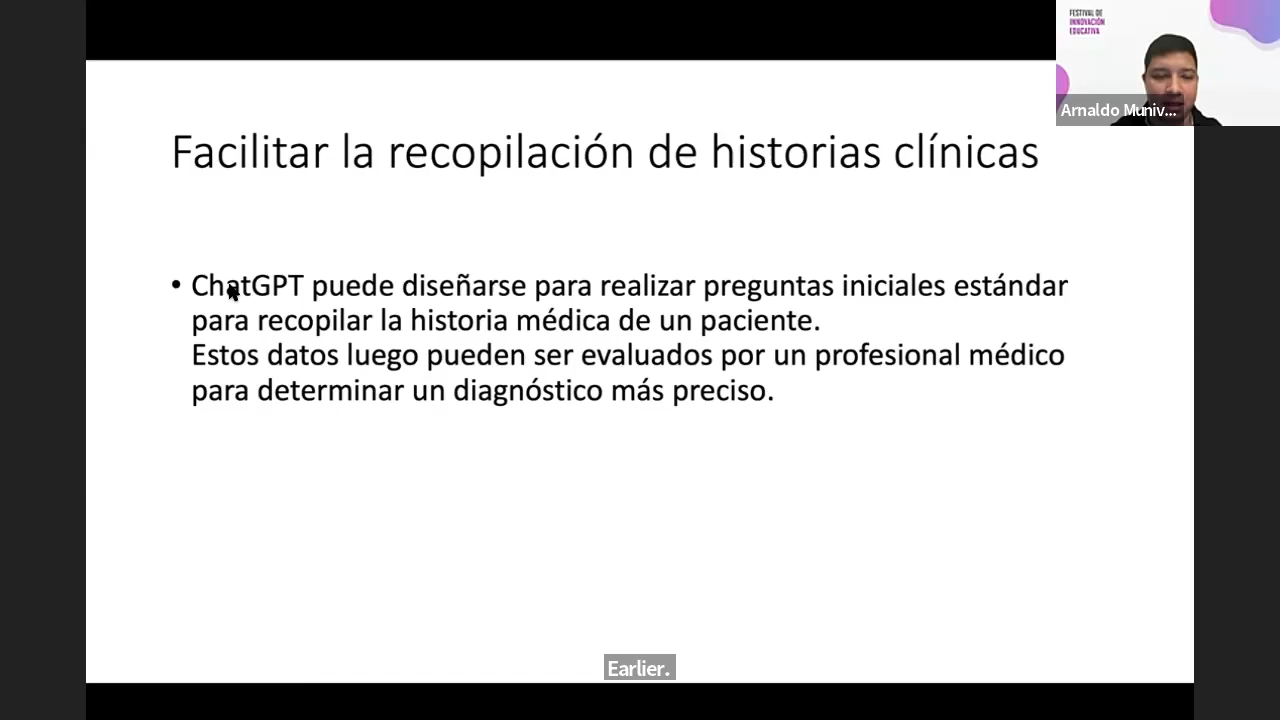 FESTIVAL DE
INNOVACIÓN
EDUCATIVA
Arnaldo Muniv...
Facilitar la recopilación de historias clínicas
• ChatGPT puede diseñarse para realizar preguntas iniciales estándar
para recopilar la historia médica de un paciente.
Estos datos luego pueden ser evaluados por un profesional médico
para determinar un diagnóstico más preciso.
Earlier.